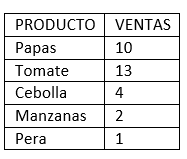 PRODUCTO VENTAS
Papas 10
Tomate 13
Cebolla 4
Manzanas 2
Pera 1